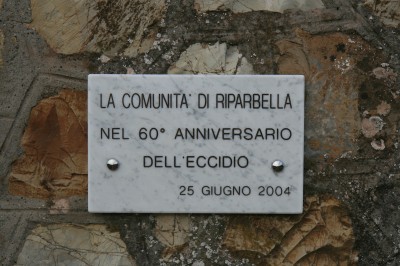 LA COMUNITA' DI RIPARBELLA
NEL 60° ANNIVERSARIO
DELL'ECCIDIO
25 GIUGNO 2004